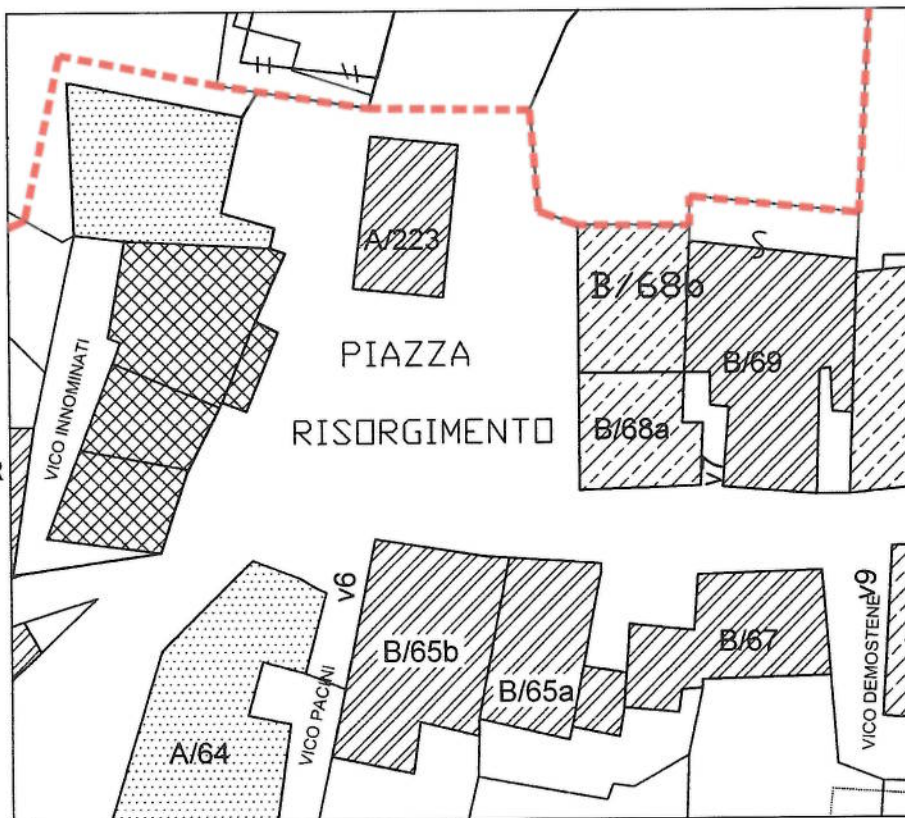 A/223
B/68b
PIAZZA
RISORGIMENTO
B/69
B/68a
VICO INNOMINATI
v6
B/65b
B/65a
B/67
v9
VICO DEMOSTENE
VICO PACINI
A/64